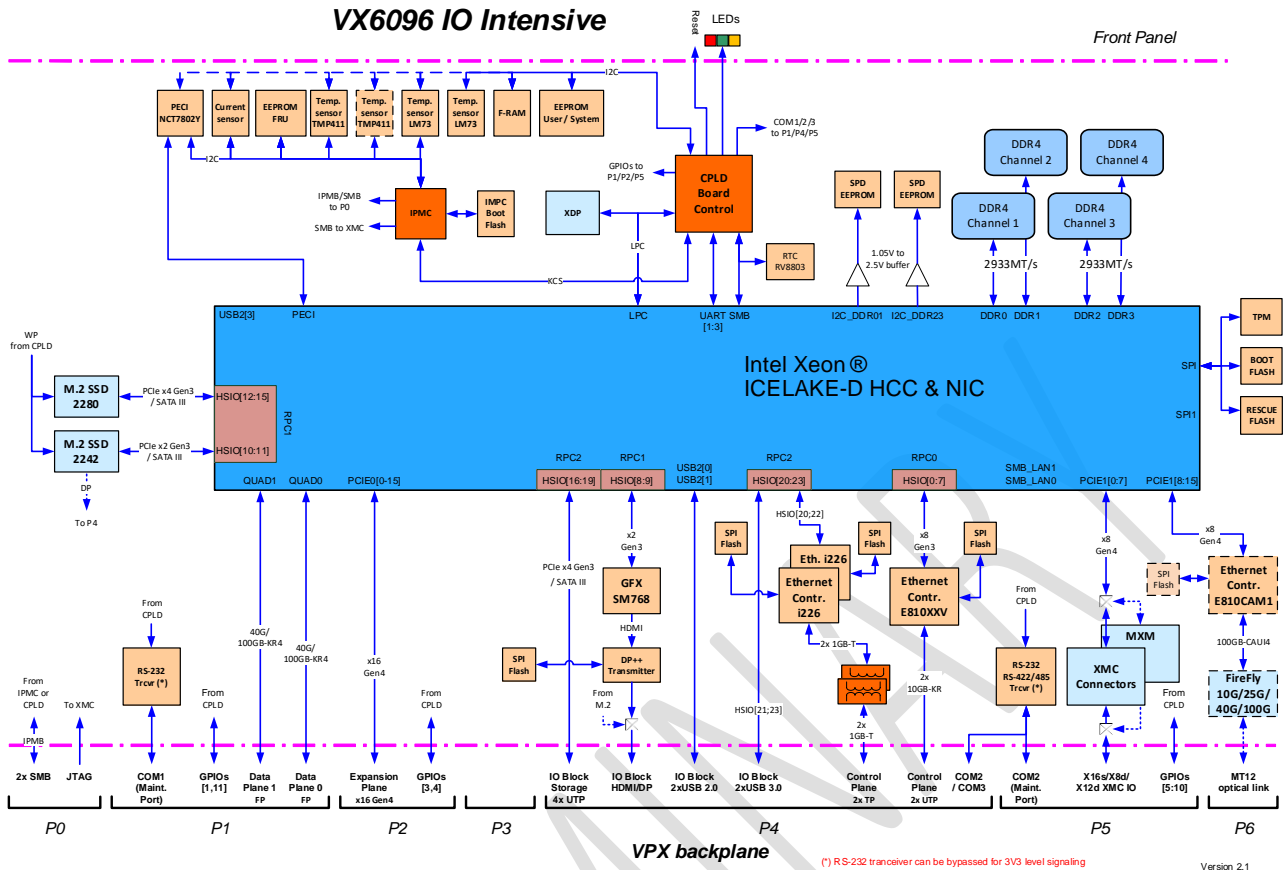 VX6096 IO Intensive
Reset
LEDs
Front Panel
I2C
PECI
NCT7802Y
Current
sensor
EEPROM
FRU
Temp.
sensor
TMP411
Temp.
sensor
TMP411
Temp.
sensor
LM73
Temp.
sensor
LM73
F-RAM
EEPROM
User / System
I2C
COM1/2/3
to P1/P4/P5
GPIOs to
P1/P2/P5
CPLD
Board
Control
IPMB/SMB
to P0
SMB to XMC
IPMC
IMPC
Boot
Flash
XDP
LPC
KCS
RTC
RV8803
SPD
EEPROM
SPD
EEPROM
1.05V to
2.5V buffer
DDR4
Channel 2
DDR4
Channel 4
DDR4
Channel 1
DDR4
Channel 3
2933MT/s
2933MT/s
USB2[3]
PECI
LPC
UART
[1:3]
SMB
I2C_DDR01
I2C_DDR23
DDR0
DDR1
DDR2
DDR3
Intel Xeon ®
ICELAKE-D HCC & NIC
SPI
SPI1
TPM
BOOT
FLASH
RESCUE
FLASH
WP
from CPLD
M.2 SSD
2280
PCIe x4 Gen3
/ SATA III
HSIO[12:15]
RPC1
M.2 SSD
2242
PCIe x2 Gen3
/ SATA III
HSIO[10:11]
DP
To P4
QUAD1
QUAD0
PCIE0[0-15]
RPC2
HSIO[16:19]
RPC1
HSIO[8:9]
USB2[0]
USB2[1]
RPC2
HSIO[20:23]
RPC0
HSIO[0:7]
SMB_LAN1
SMB_LAN0
PCIE1[0:7]
PCIE1[8:15]
HSIO[20;22]
SPI
Flash
Eth. i226
Ethernet
Contr.
i226
SPI
Flash
x8
Gen3
SPI
Flash
Ethernet
Contr.
E810XXV
x8
Gen4
x8
Gen4
SPI
Flash
Ethernet
Contr.
E810CAM1
x2
Gen3
PCIe x4 Gen3
/ SATA III
GFX
SM768
HDMI
SPI
Flash
DP++
Transmitter
From
M.2
From
CPLD
RS-232
Trcvr (*)
40G/
100GB-KR4
40G/
100GB-KR4
x16
Gen4
From
CPLD
From
CPLD
HSIO[21;23]
2x 1GB-T
2x
1GB-T
2x
10GB-KR
From
CPLD
RS-232
RS-422/485
Trcvr (*)
MXM
XMC
Connectors
From
CPLD
100GB-CAUI4
FireFly
10G/25G/
40G/100G
From
IPMC or
CPLD
IPMB
To XMC
2x SMB
JTAG
COM1
(Maint.
Port)
GPIOs
[1,11]
Data
Plane 1
FP
Data
Plane 0
FP
Expansion
Plane
x16 Gen4
GPIOs
[3,4]
IO Block
Storage
4x UTP
IO Block
HDMI/DP
IO Block
2xUSB 2.0
IO Block
2xUSB 3.0
Control
Plane
2x TP
Control
Plane
2x UTP
COM2
/ COM3
COM2
(Maint.
Port)
X16s/X8d/
X12d XMC IO
GPIOs
[5:10]
MT12
optical link
P0
P1
P2
P3
P4
P5
P6
VPX backplane
(*) RS-232 tranceiver can be bypassed for 3V3 level signaling
Version 2.1